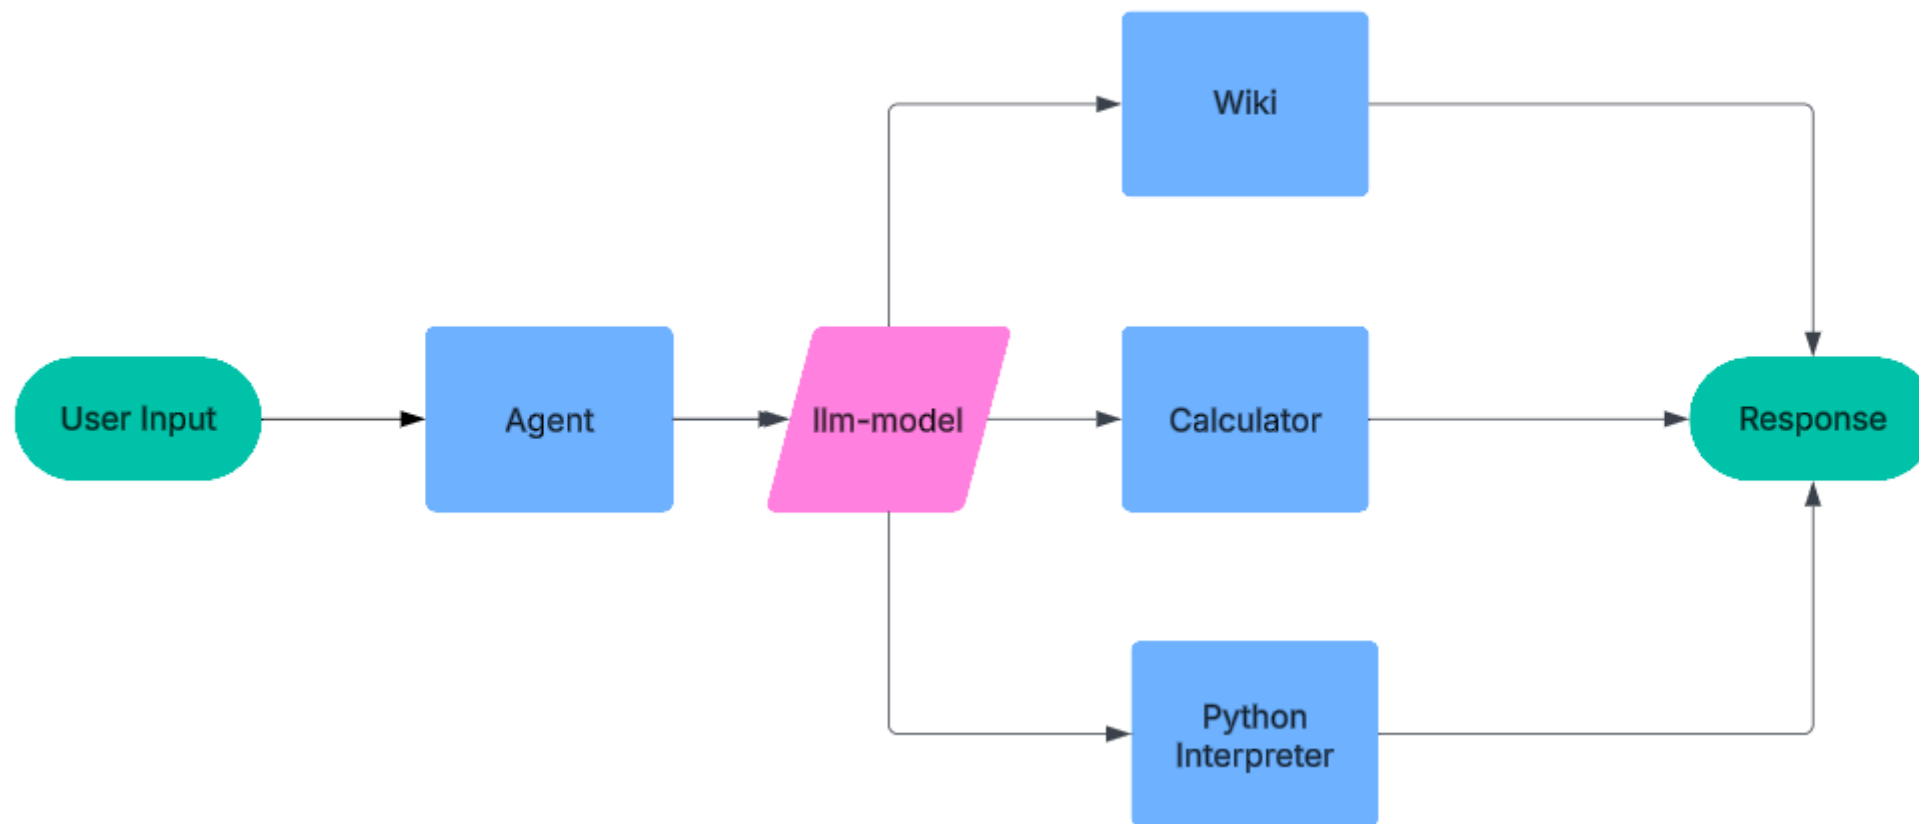 Wiki
User Input
Agent
llm-model
Calculator
Response
Python
Interpreter